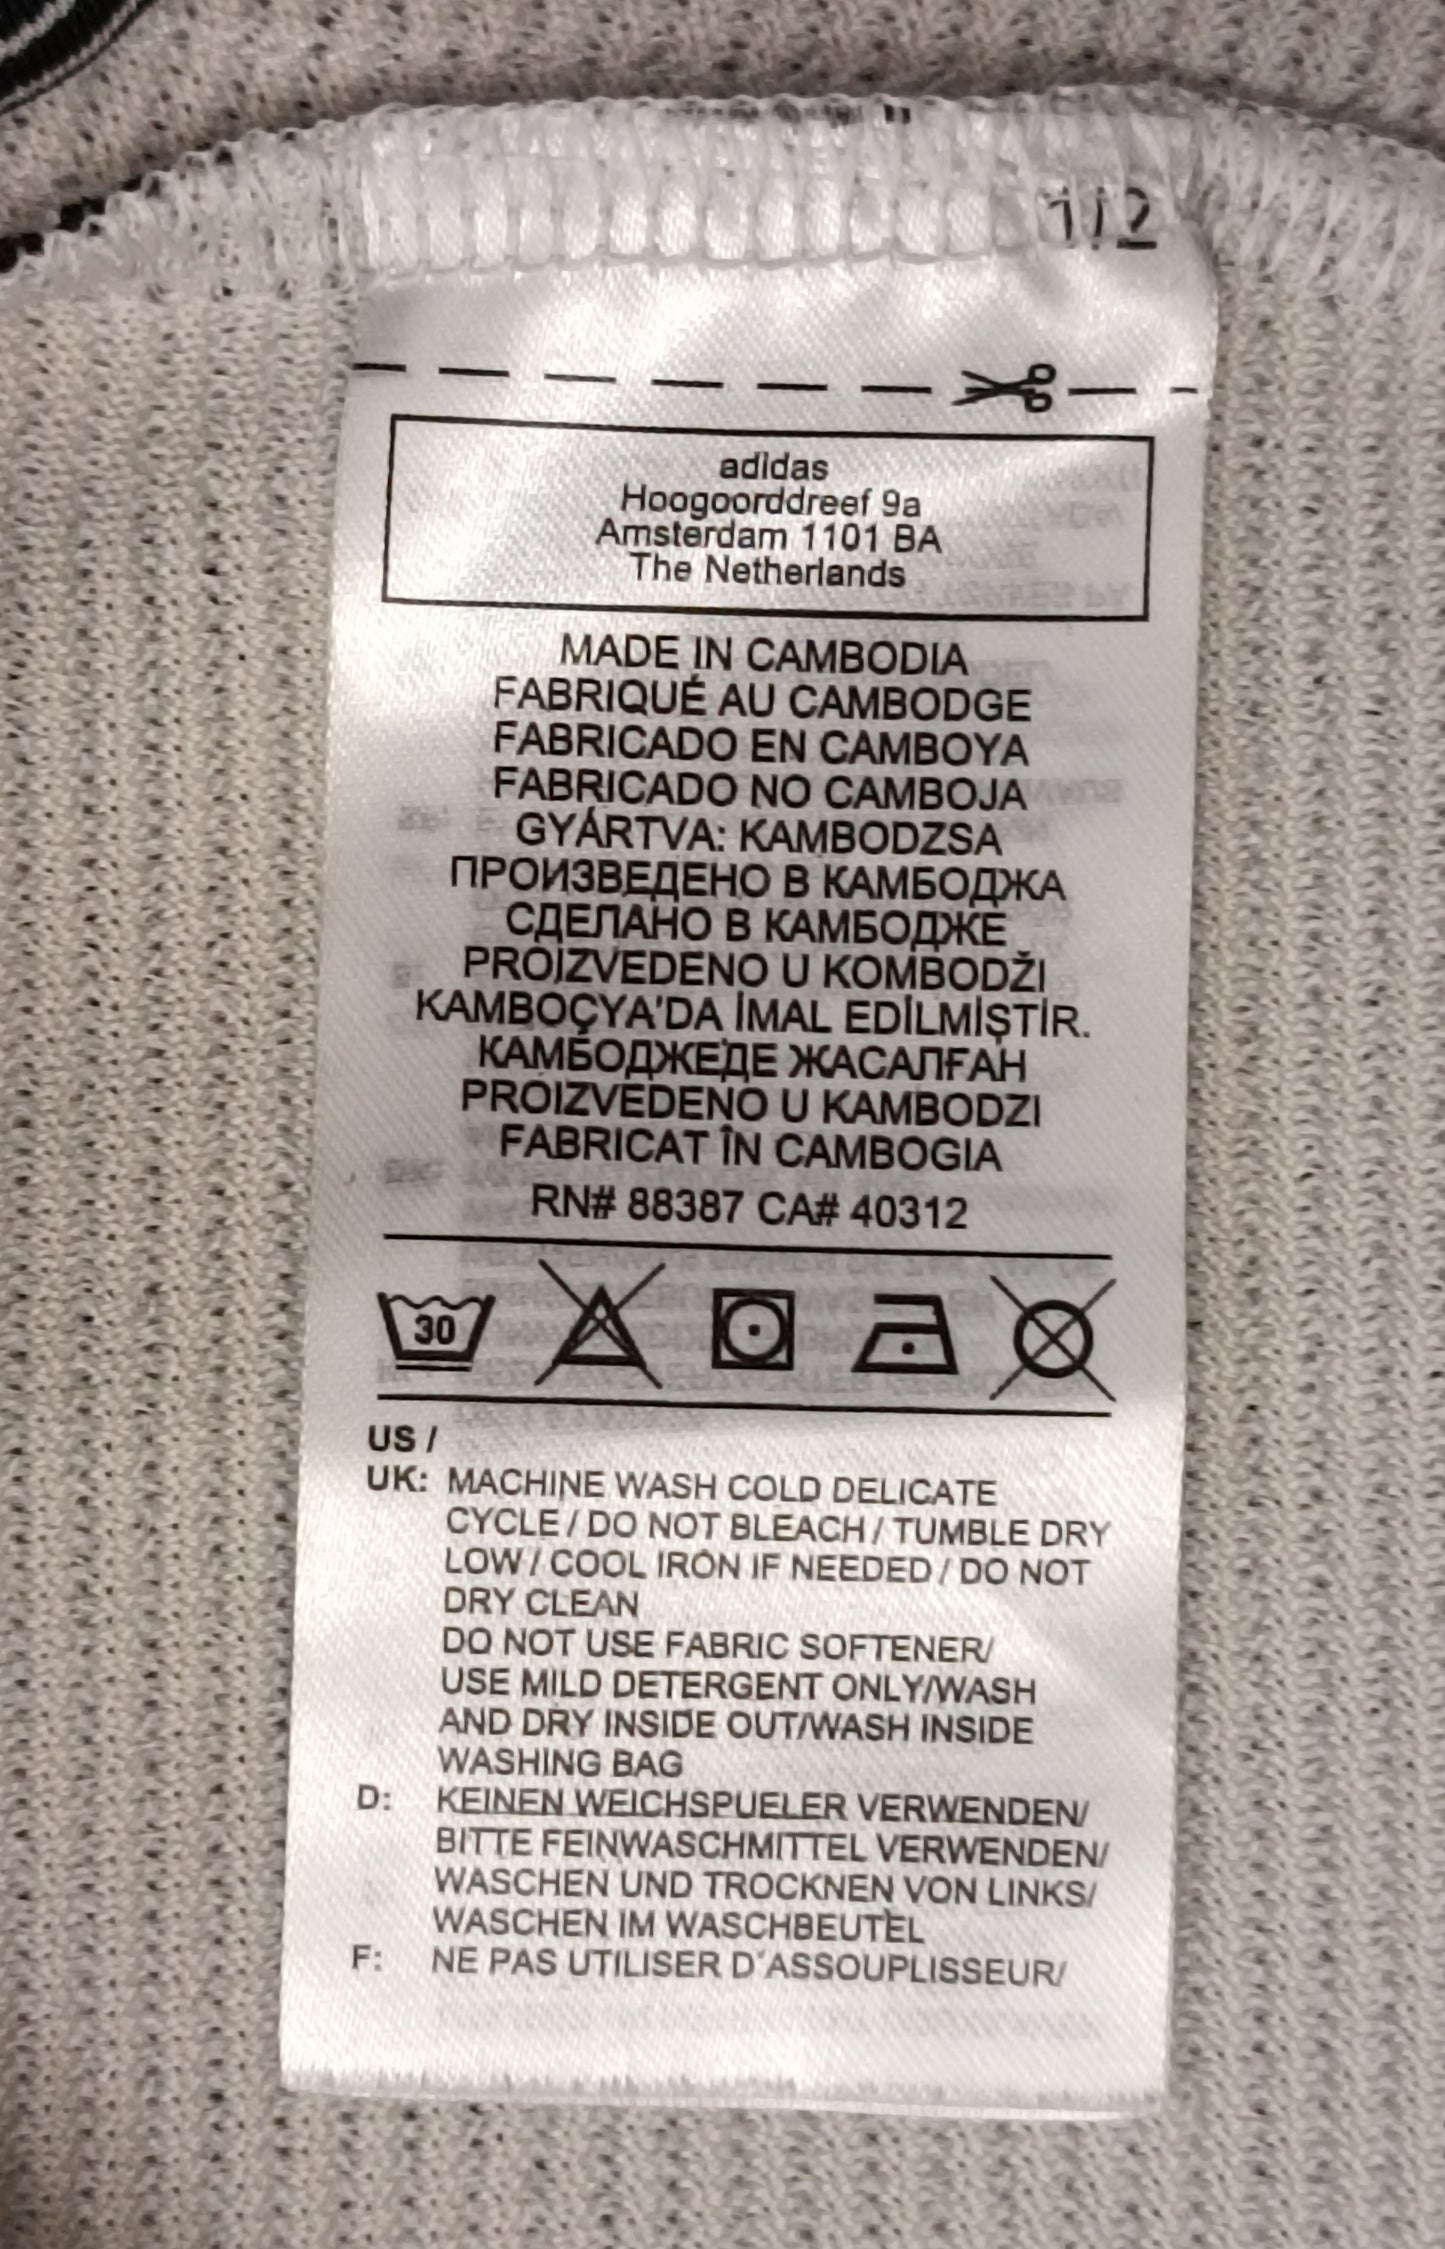 1/2
adidas
Hoogoorddreef 9a
Amsterdam 1101 BA
The Netherlands
MADE IN CAMBODIA
FABRIQUÉ AU CAMBODGE
FABRICADO EN CAMBOYA
FABRICADO NO CAMBOJA
GYÁRTVA: KAMBODZSA
ПРОИЗВЕДЕНО В КАМБОДЖА
СДЕЛАНО В КАМБОДЖЕ
PROIZVEDENO U KOMBODŽI
KAMBOÇYA'DA İMAL EDİLMİŞTİR.
КАМБОДЖЕДЕ ЖАСАЛҒАН
PROIZVEDENO U KAMBODZI
FABRICAT ÎN CAMBOGIA
RN# 88387 CA# 40312
30
US /
UK: MACHINE WASH COLD DELICATE
CYCLE / DO NOT BLEACH / TUMBLE DRY
LOW / COOL IRON IF NEEDED / DO NOT
DRY CLEAN
DO NOT USE FABRIC SOFTENER/
USE MILD DETERGENT ONLY/WASH
AND DRY INSIDE OUT/WASH INSIDE
WASHING BAG
D: KEINEN WEICHSPUELER VERWENDEN/
BITTE FEINWASCHMITTEL VERWENDEN/
WASCHEN UND TROCKNEN VON LINKS/
WASCHEN IM WASCHBEUTEL
F: NE PAS UTILISER D'ASSOUPLISSEUR/